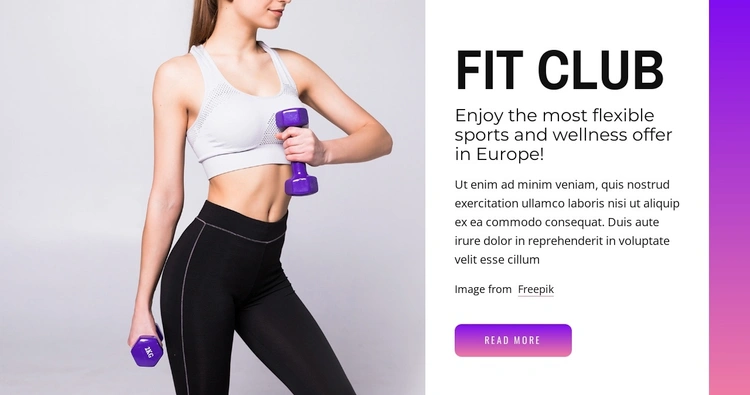 FIT CLUB
Enjoy the most flexible
sports and wellness offer
in Europe!
Ut enim ad minim veniam, quis nostrud
exercitation ullamco laboris nisi ut aliquip
ex ea commodo consequat. Duis aute
irure dolor in reprehenderit in voluptate
velit esse cillum
Image from Freepik
READ MORE
3KG